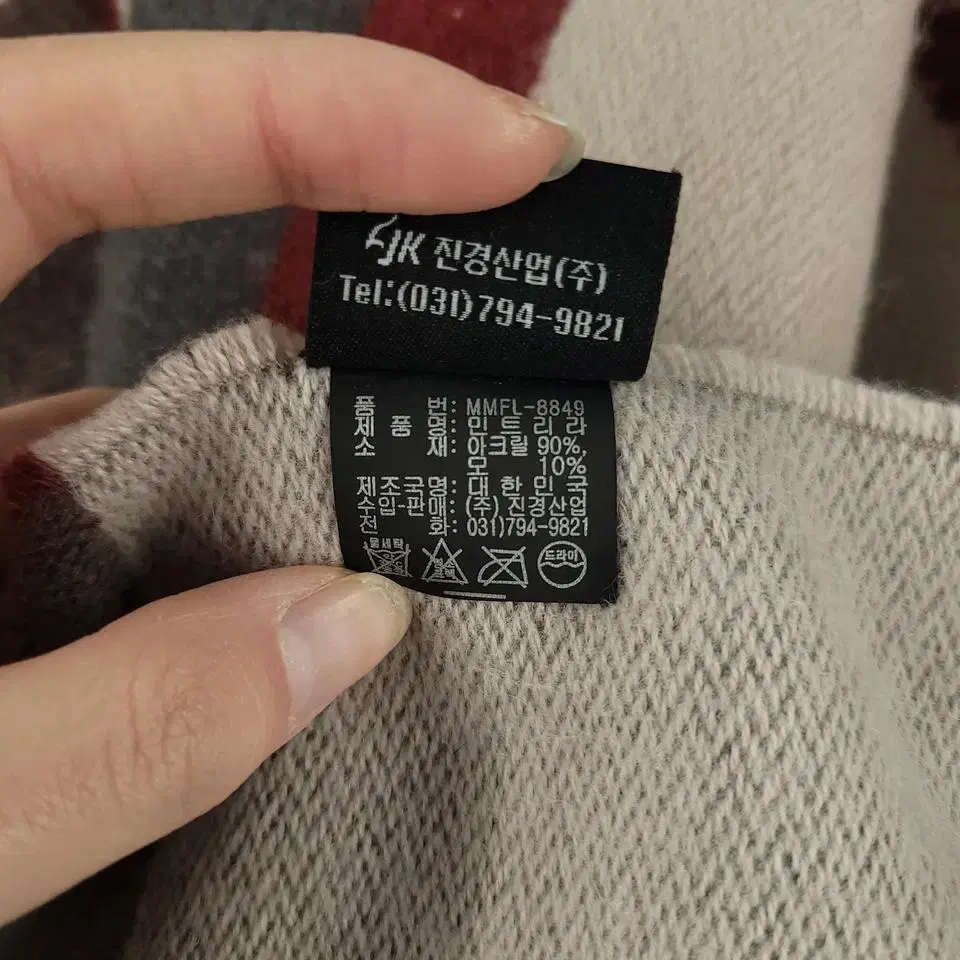 JK 진경산업(주)
Tel:(031)794-9821
품 번: MMFL-8849
제 품 명: 민트리라
소 재: 아크릴 90%,
모 10%
제조국명: 대한민국
수입·판매: (주)진경산업
전 화: 031)794-9821
물세탁 드라이